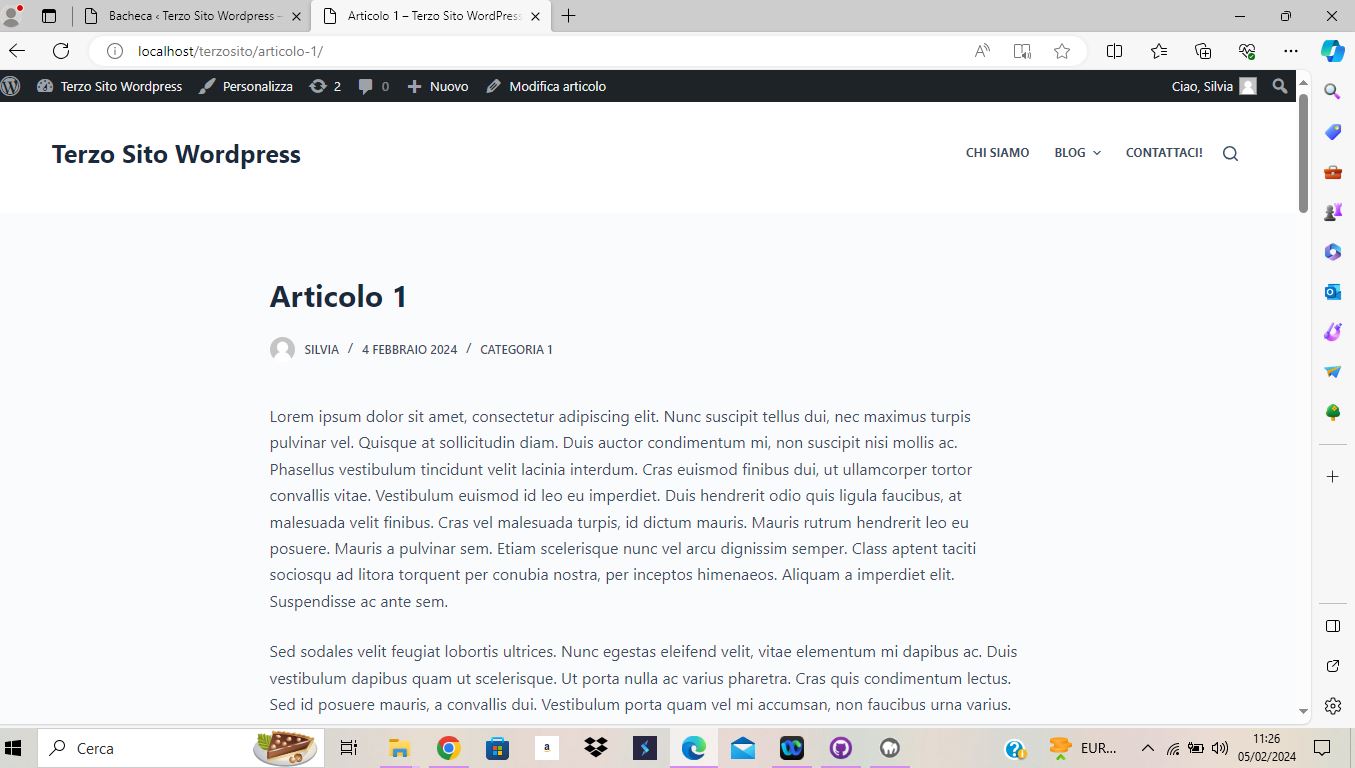 Bacheca ‹ Terzo Sito Wordpress –
Articolo 1 – Terzo Sito WordPress
localhost/terzosito/articolo-1/
Terzo Sito Wordpress
Personalizza
2
0
Nuovo
Modifica articolo
Ciao, Silvia
Terzo Sito Wordpress
CHI SIAMO
BLOG
CONTATTACI!
Articolo 1
SILVIA / 4 FEBBRAIO 2024 / CATEGORIA 1
Lorem ipsum dolor sit amet, consectetur adipiscing elit. Nunc suscipit tellus dui, nec maximus turpis
pulvinar vel. Quisque at sollicitudin diam. Duis auctor condimentum mi, non suscipit nisi mollis ac.
Phasellus vestibulum tincidunt velit lacinia interdum. Cras euismod finibus dui, ut ullamcorper tortor
convallis vitae. Vestibulum euismod id leo eu imperdiet. Duis hendrerit odio quis ligula faucibus, at
malesuada velit finibus. Cras vel malesuada turpis, id dictum mauris. Mauris rutrum hendrerit leo eu
posuere. Mauris a pulvinar sem. Etiam scelerisque nunc vel arcu dignissim semper. Class aptent taciti
sociosqu ad litora torquent per conubia nostra, per inceptos himenaeos. Aliquam a imperdiet elit.
Suspendisse ac ante sem.
Sed sodales velit feugiat lobortis ultrices. Nunc egestas eleifend velit, vitae elementum mi dapibus ac. Duis
vestibulum dapibus quam ut scelerisque. Ut porta nulla ac varius pharetra. Cras quis condimentum lectus.
Sed id posuere mauris, a convallis dui. Vestibulum porta quam vel mi accumsan, non faucibus urna varius.
Cerca
a
EUR...
11:26
05/02/2024